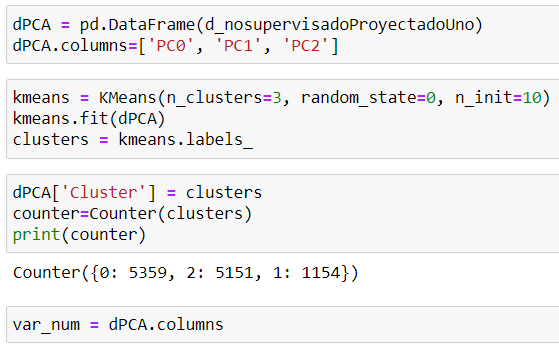 dPCA = pd.DataFrame(d_nosupervisadoProyectadoUno)
dPCA.columns=['PC0', 'PC1', 'PC2']
kmeans = KMeans(n_clusters=3, random_state=0, n_init=10)
kmeans.fit(dPCA)
clusters = kmeans.labels_
dPCA['Cluster'] = clusters
counter=Counter(clusters)
print(counter)
Counter({0: 5359, 2: 5151, 1: 1154})
var_num = dPCA.columns